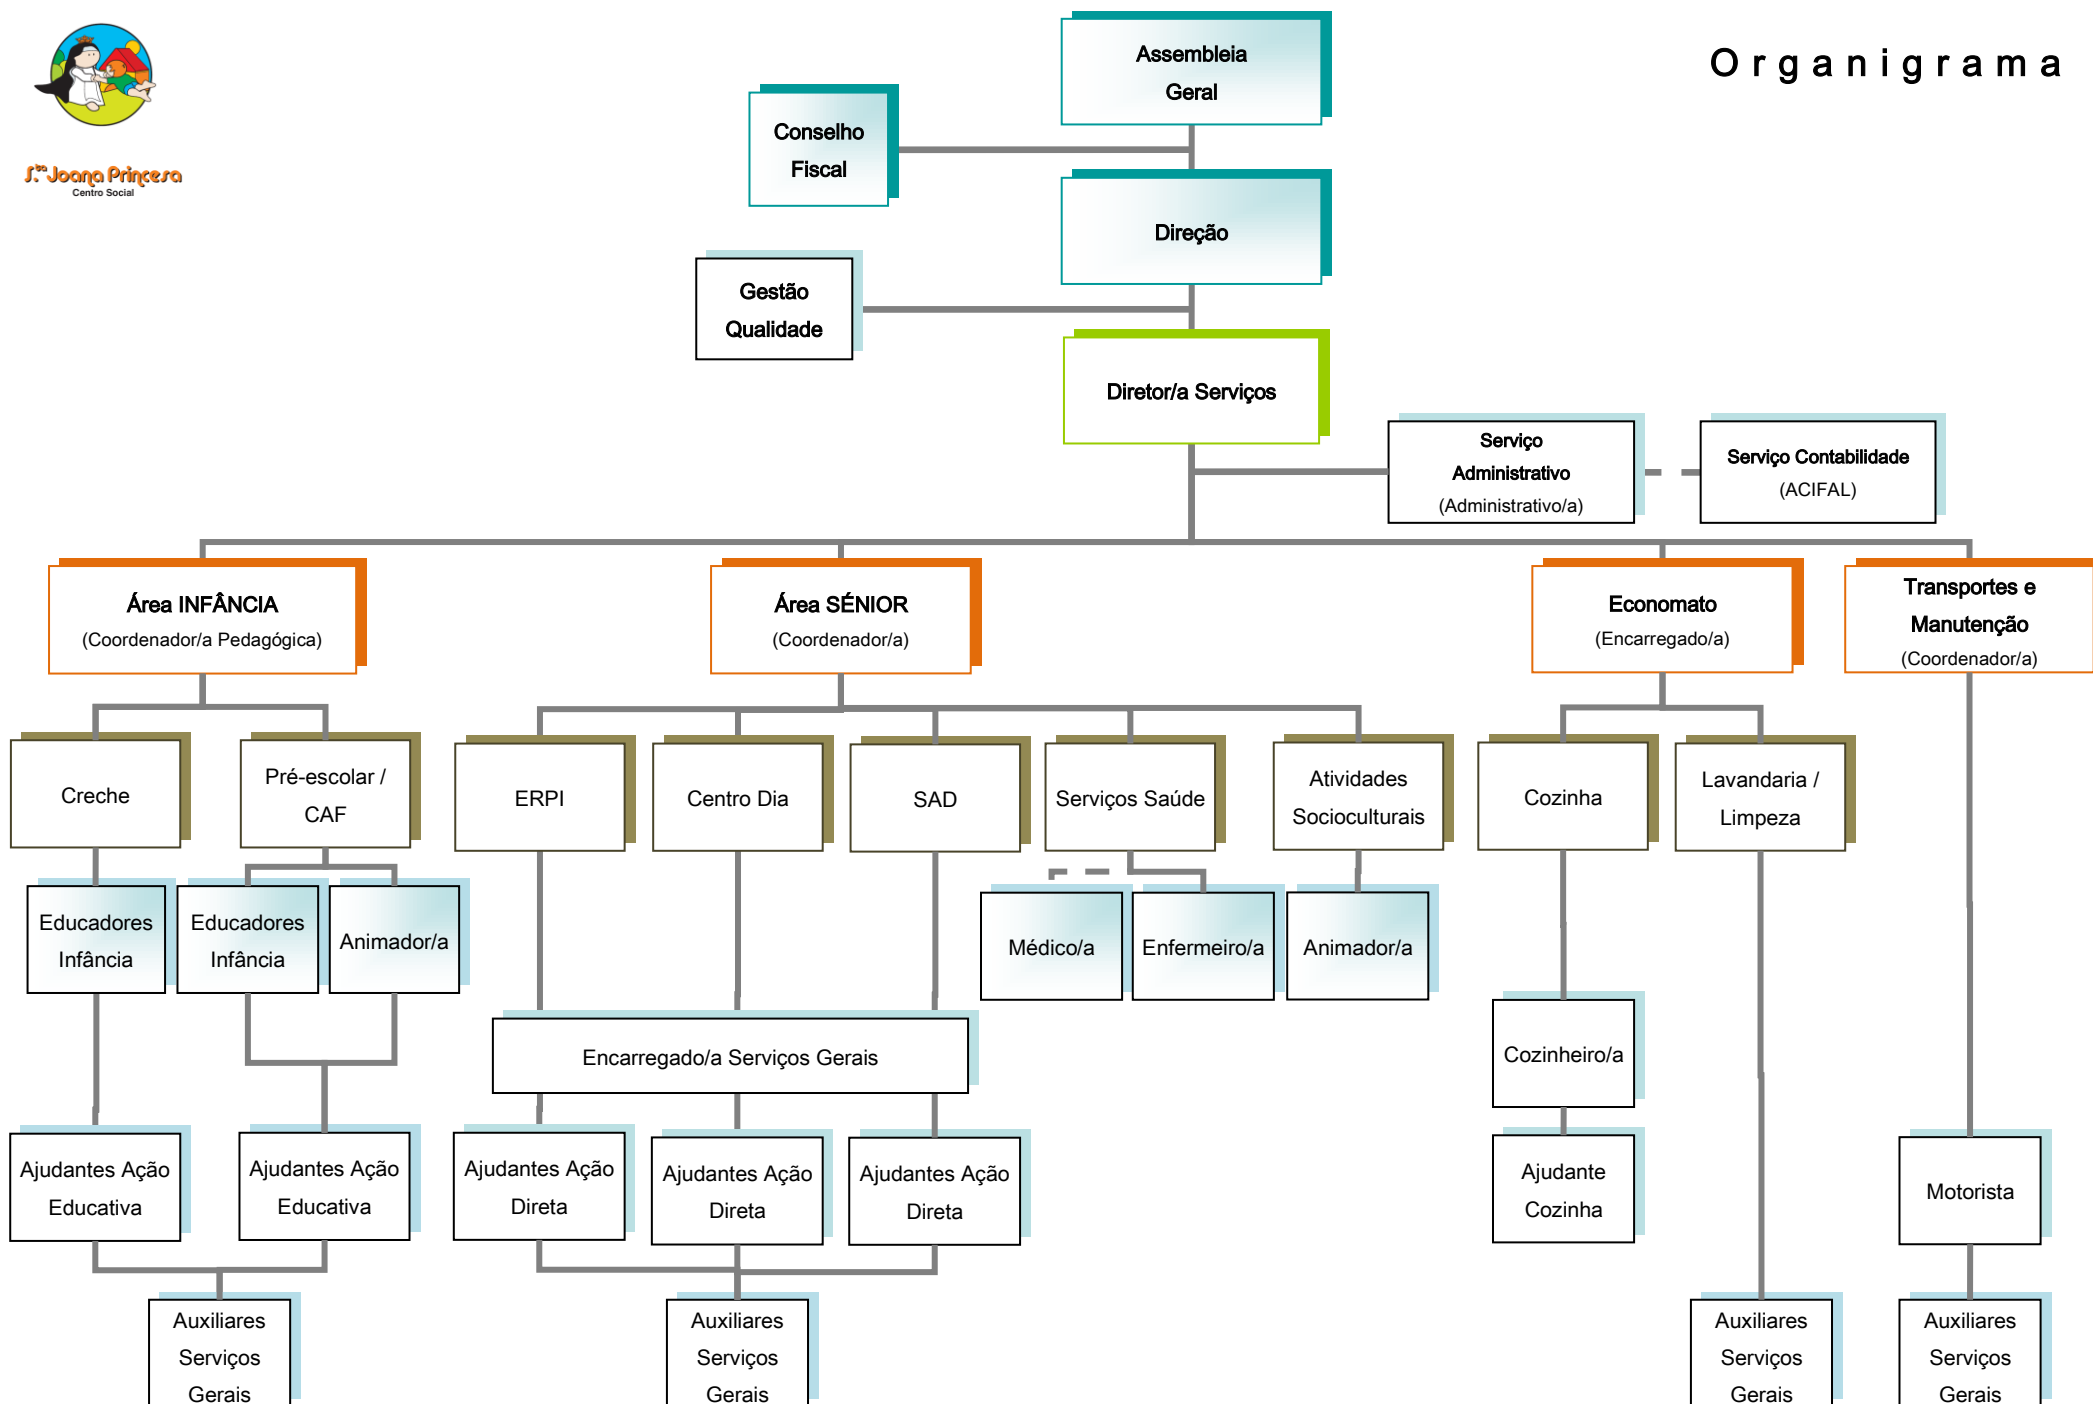 Organigrama
S.ta Joana Princesa
Centro Social
Assembleia
Geral
Conselho
Fiscal
Direção
Gestão
Qualidade
Diretor/a Serviços
Serviço
Administrativo
(Administrativo/a)
Serviço Contabilidade
(ACIFAL)
Área INFÂNCIA
(Coordenador/a Pedagógica)
Área SÉNIOR
(Coordenador/a)
Economato
(Encarregado/a)
Transportes e
Manutenção
(Coordenador/a)
Creche
Pré-escolar /
CAF
ERPI
Centro Dia
SAD
Serviços Saúde
Atividades
Socioculturais
Cozinha
Lavandaria /
Limpeza
Educadores
Infância
Educadores
Infância
Animador/a
Médico/a
Enfermeiro/a
Animador/a
Encarregado/a Serviços Gerais
Cozinheiro/a
Ajudantes Ação
Educativa
Ajudantes Ação
Educativa
Ajudantes Ação
Direta
Ajudantes Ação
Direta
Ajudantes Ação
Direta
Ajudante
Cozinha
Motorista
Auxiliares
Serviços
Gerais
Auxiliares
Serviços
Gerais
Auxiliares
Serviços
Gerais
Auxiliares
Serviços
Gerais